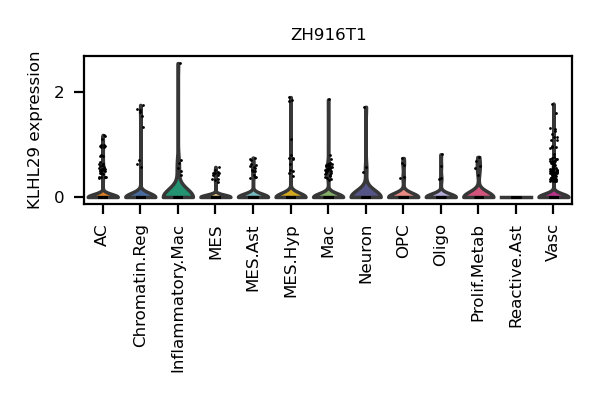 ZH916T1
KLHL29 expression
2
0
AC
Chromatin.Reg
Inflammatory.Mac
MES
MES.Ast
MES.Hyp
Mac
Neuron
OPC
Oligo
Prolif.Metab
Reactive.Ast
Vasc